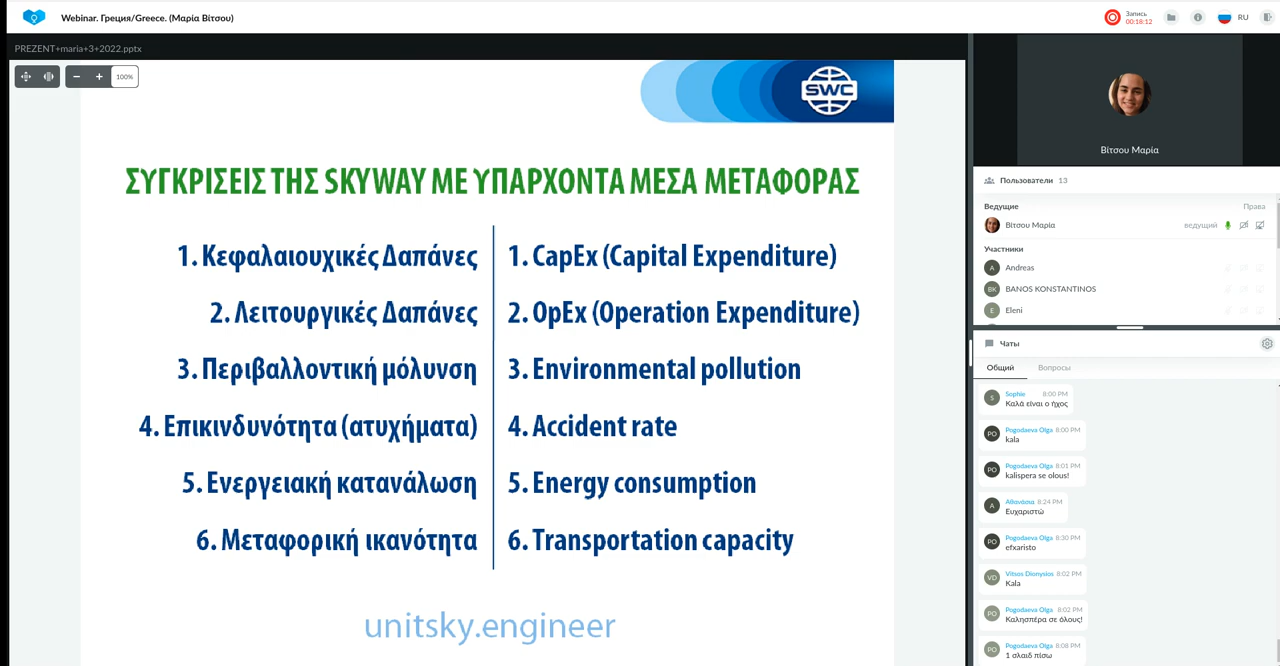 Webinar. Греция/Greece. (Μαρία Βίτσου)
Запись
00:18:12
RU
PREZENT+maria+3+2022.pptx
100%
SWC
ΣΥΓΚΡΙΣΕΙΣ ΤΗΣ SKYWAY ΜΕ ΥΠΑΡΧΟΝΤΑ ΜΕΣΑ ΜΕΤΑΦΟΡΑΣ
1. Κεφαλαιουχικές Δαπάνες
1. CapEx (Capital Expenditure)
2. Λειτουργικές Δαπάνες
2. OpEx (Operation Expenditure)
3. Περιβαλλοντική μόλυνση
3. Environmental pollution
4. Επικινδυνότητα (ατυχήματα)
4. Accident rate
5. Ενεργειακή κατανάλωση
5. Energy consumption
6. Μεταφορική ικανότητα
6. Transportation capacity
unitsky.engineer
Βίτσου Μαρία
Пользователи 13
Ведущие Права
Βίτσου Μαρία ведущий
Участники
A Andreas
BK BANOS KONSTANTINOS
E Eleni
Чаты
Общий Вопросы
S Sophie 8:00 PM
Καλά είναι ο ήχος
PO Pogodaeva Olga 8:00 PM
kala
PO Pogodaeva Olga 8:01 PM
kalispera se olous!
A Αθανάσια 8:24 PM
Ευχαριστώ
PO Pogodaeva Olga 8:30 PM
efxaristo
VD Vitsos Dionysios 8:02 PM
Kala
PO Pogodaeva Olga 8:02 PM
Καλησπέρα σε όλους!
PO Pogodaeva Olga 8:08 PM
1 σλαιδ πίσω